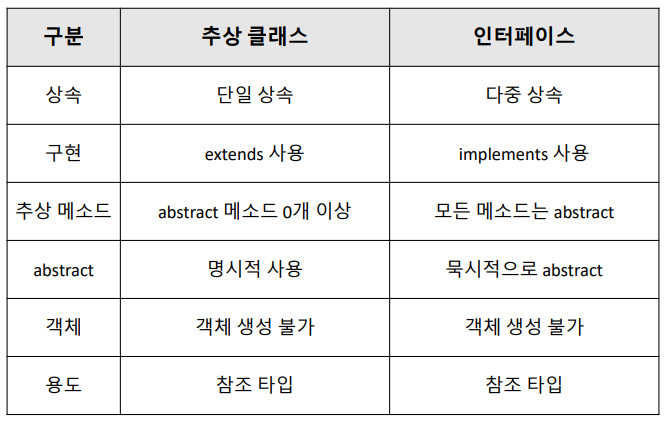 구분 추상 클래스 인터페이스
상속 단일 상속 다중 상속
구현 extends 사용 implements 사용
추상 메소드 abstract 메소드 0개 이상 모든 메소드는 abstract
abstract 명시적 사용 묵시적으로 abstract
객체 객체 생성 불가 객체 생성 불가
용도 참조 타입 참조 타입